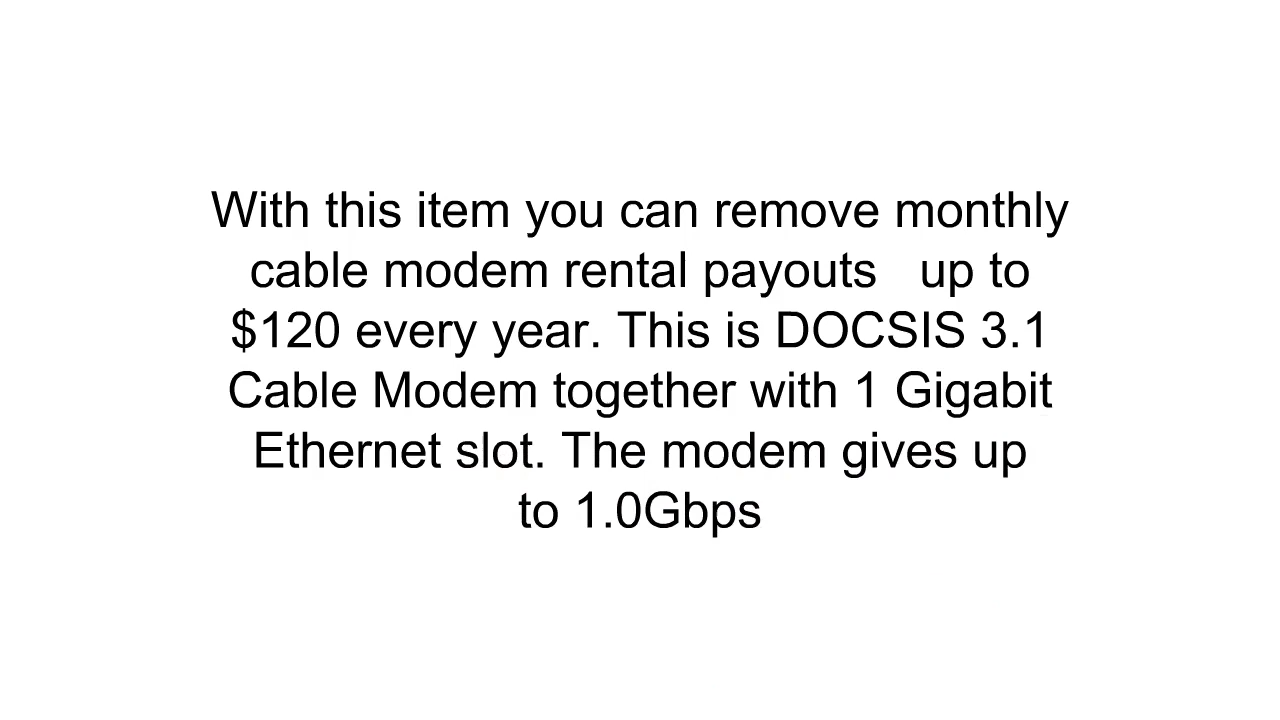 With this item you can remove monthly
cable modem rental payouts   up to
$120 every year. This is DOCSIS 3.1
Cable Modem together with 1 Gigabit
Ethernet slot. The modem gives up
to 1.0Gbps